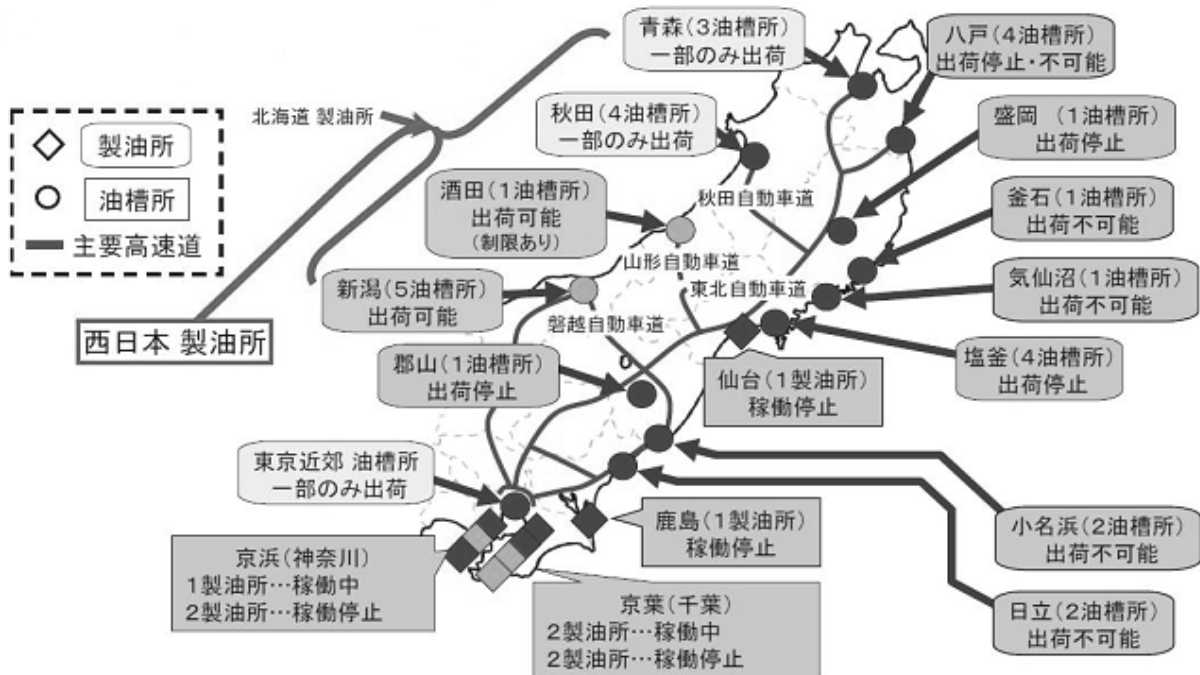 青森(3油槽所)
一部のみ出荷
八戸(4油槽所)
出荷停止・不可能
北海道 製油所
製油所
油槽所
主要高速道
秋田(4油槽所)
一部のみ出荷
盛岡 (1油槽所)
出荷停止
酒田(1油槽所)
出荷可能
(制限あり)
秋田自動車道
釜石(1油槽所)
出荷不可能
山形自動車道
東北自動車道
新潟(5油槽所)
出荷可能
気仙沼(1油槽所)
出荷不可能
磐越自動車道
西日本 製油所
郡山(1油槽所)
出荷停止
仙台(1製油所)
稼働停止
塩釜(4油槽所)
出荷停止
東京近郊 油槽所
一部のみ出荷
鹿島(1製油所)
稼働停止
小名浜(2油槽所)
出荷不可能
京浜(神奈川)
1製油所…稼働中
2製油所…稼働停止
京葉(千葉)
2製油所…稼働中
2製油所…稼働停止
日立(2油槽所)
出荷不可能